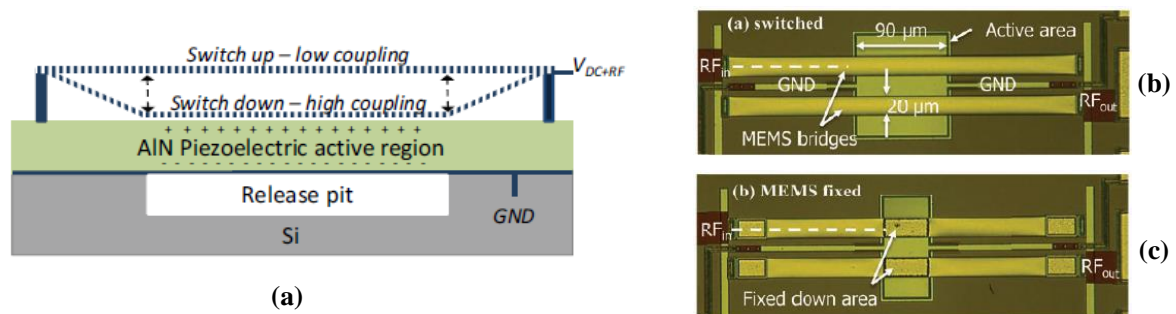 Switch up – low coupling
V_DC+RF
Switch down – high coupling
+ + + + + + + + + + + + + +
AlN Piezoelectric active region
- - - - - - - - - - - - - -
Release pit
GND
Si
(a)
(a) switched
90 µm
Active area
RF_in
GND
GND
20 µm
RF_out
MEMS bridges
(b)
(b) MEMS fixed
RF_in
RF_out
Fixed down area
(c)